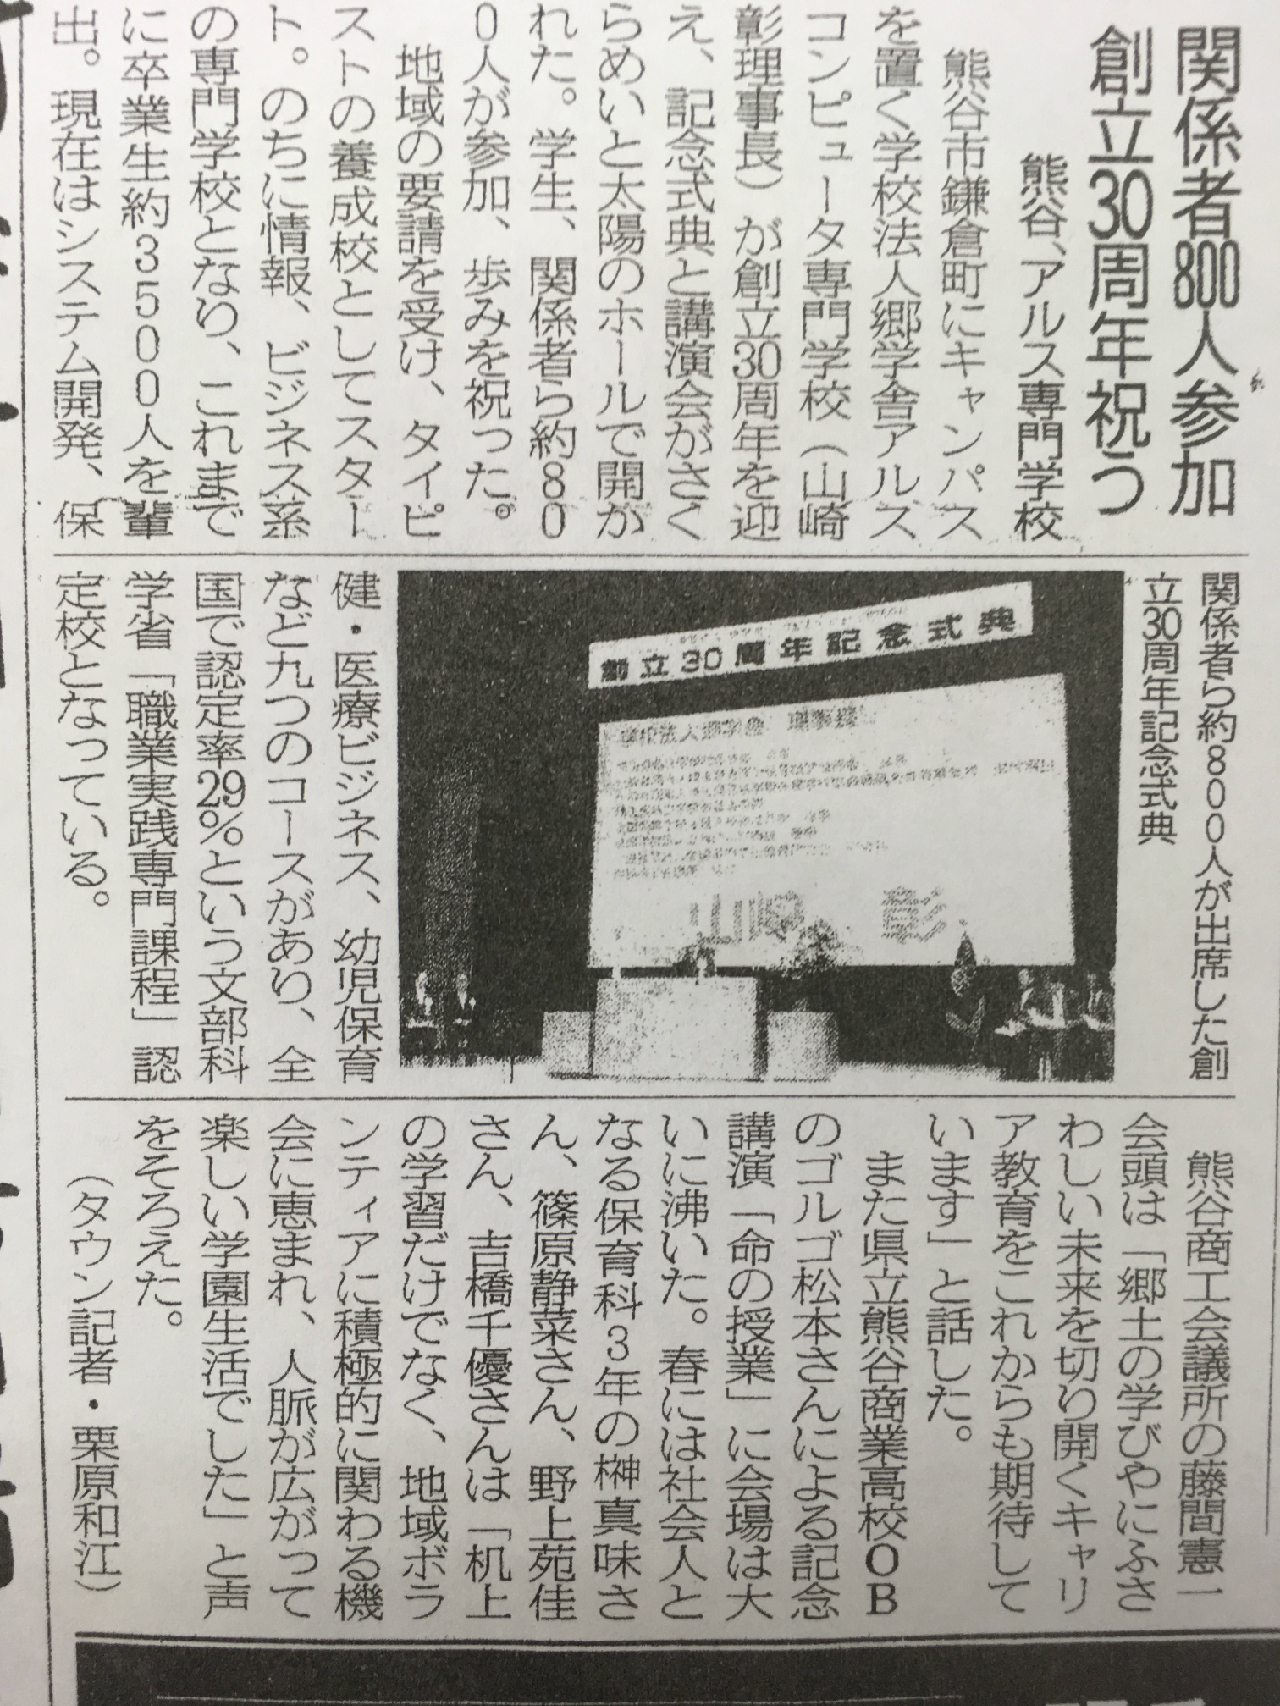 関係者800人参加
創立30周年祝う
熊谷、アルス専門学校
熊谷市鎌倉町にキャンパス
を置く学校法人郷学舎アルス
コンピュータ専門学校（山崎
彰理事長）が創立30周年を迎
え、記念式典と講演会がさく
らめいと太陽のホールで開か
れた。学生、関係者ら約80
0人が参加、歩みを祝った。
地域の要請を受け、タイピ
ストの養成校としてスター
ト。のちに情報、ビジネス系
の専門学校となり、これまで
に卒業生約3500人を輩
出。現在はシステム開発、保
関係者ら約800人が出席した創
立30周年記念式典
創立30周年記念式典
学校法人郷学舎 理事長
山崎 彰
健・医療ビジネス、幼児保育
など九つのコースがあり、全
国で認定率29％という文部科
学省「職業実践専門課程」認
定校となっている。
熊谷商工会議所の藤間憲一
会頭は「郷土の学びやにふさ
わしい未来を切り開くキャリ
ア教育をこれからも期待して
います」と話した。
また県立熊谷商業高校OB
のゴルゴ松本さんによる記念
講演「命の授業」に会場は大
いに沸いた。春には社会人と
なる保育科3年の榊真味さ
ん、篠原静菜さん、野上苑佳
さん、吉橋千優さんは「机上
の学習だけでなく、地域ボラ
ンティアに積極的に関わる機
会に恵まれ、人脈が広がって
楽しい学園生活でした」と声
をそろえた。
（タウン記者・栗原和江）